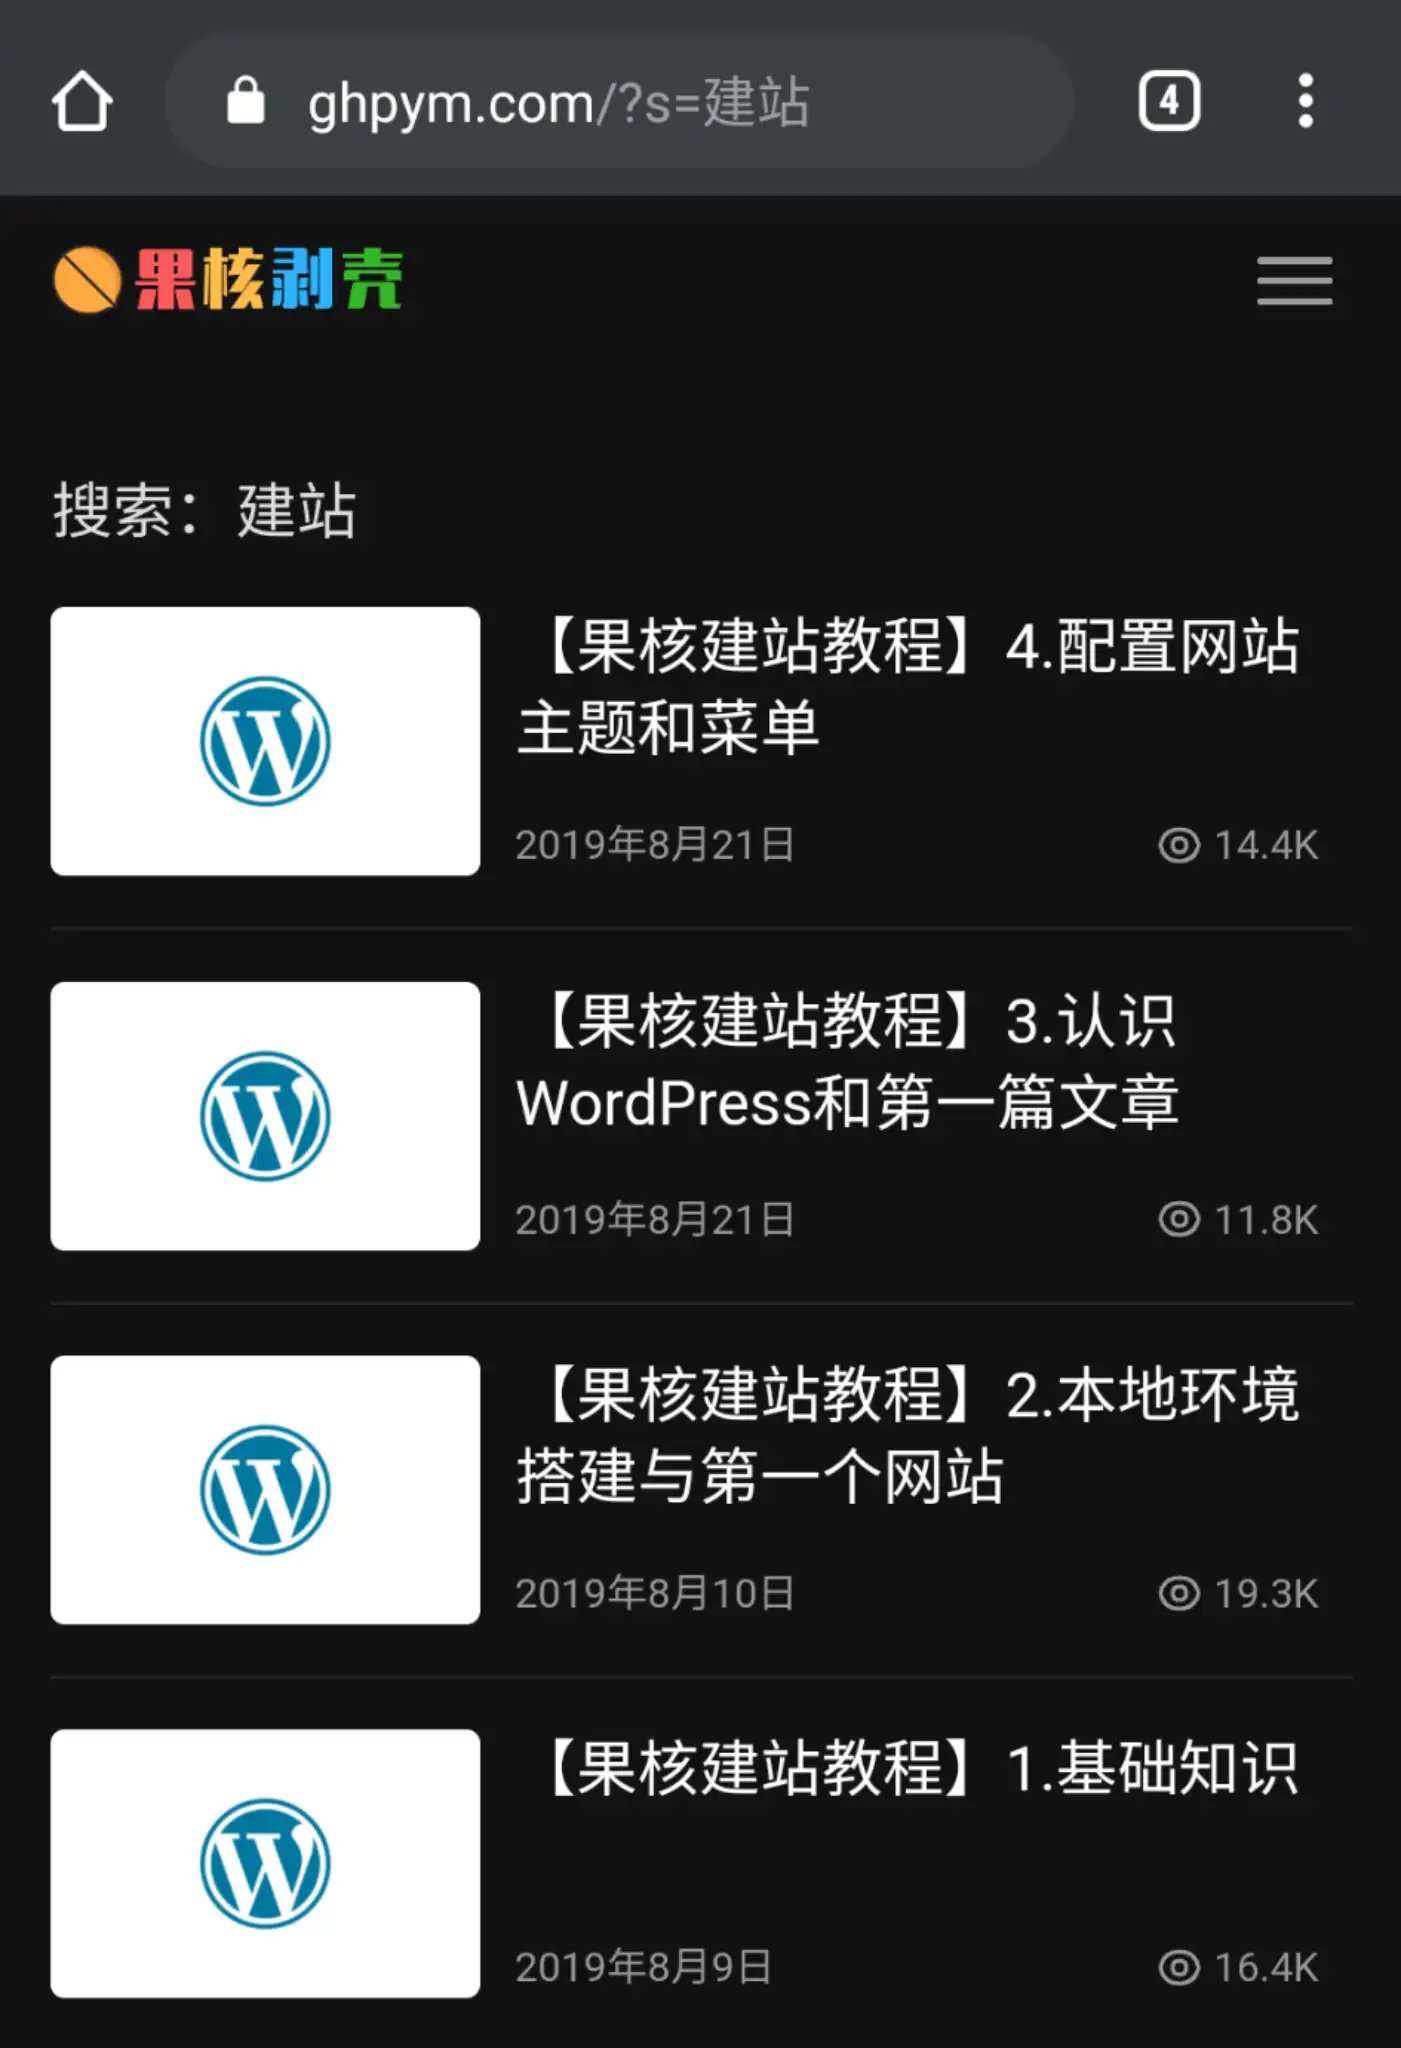 ghpym.com/?s=建站
4
果核剥壳
搜索：建站
【果核建站教程】4.配置网站
主题和菜单
2019年8月21日
14.4K
【果核建站教程】3.认识
WordPress和第一篇文章
2019年8月21日
11.8K
【果核建站教程】2.本地环境
搭建与第一个网站
2019年8月10日
19.3K
【果核建站教程】1.基础知识
2019年8月9日
16.4K